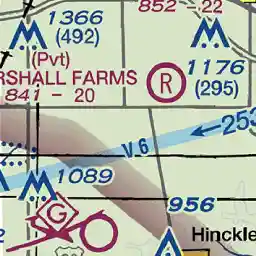 1366
(492)
852 - 22
(Pvt)
RSHALL FARMS
841 - 20
R
1176
(295)
253
V 6
1089
956
G
Hinckle